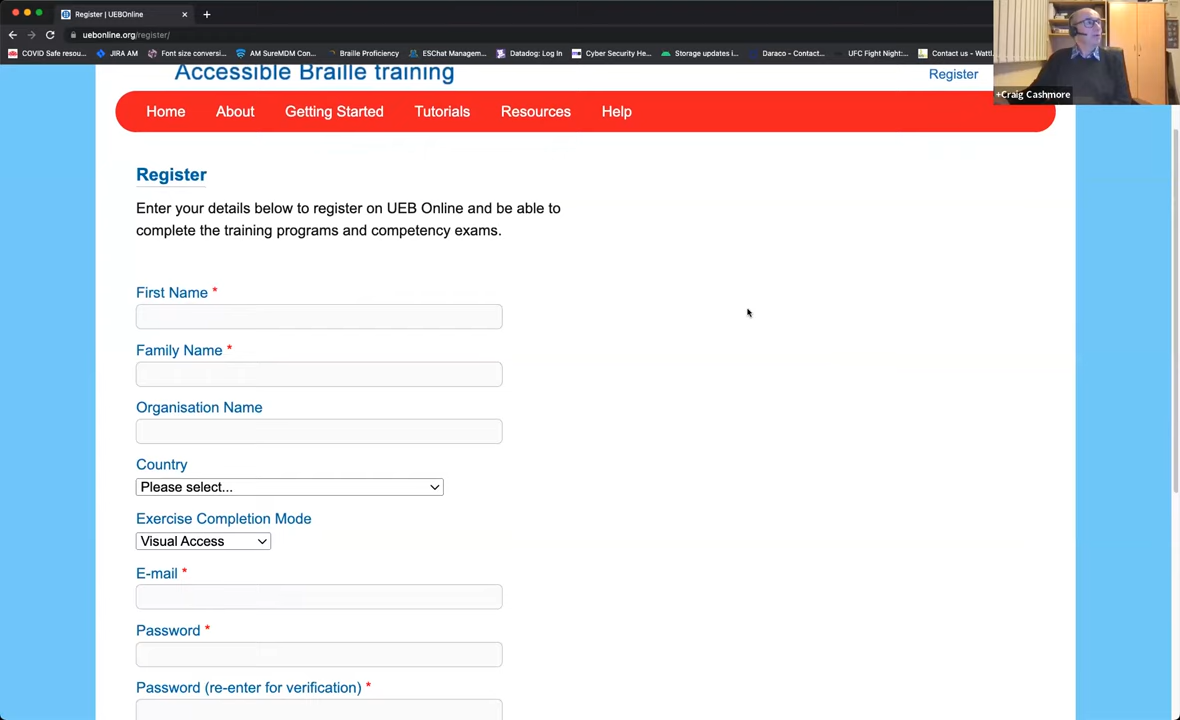 Register | UEBOnline
uebonline.org/register/
COVID Safe resou... JIRA AM Font size conversi... AM SureMDM Con... Braille Proficiency ESChat Managem... Datadog: Log In Cyber Security He... Storage updates i... Daraco – Contact... UFC Fight Night:... Contact us - Wattl...
+Craig Cashmore
Accessible Braille training
Register
Home About Getting Started Tutorials Resources Help
Register
Enter your details below to register on UEB Online and be able to
complete the training programs and competency exams.
First Name *
Family Name *
Organisation Name
Country
Please select...
Exercise Completion Mode
Visual Access
E-mail *
Password *
Password (re-enter for verification) *